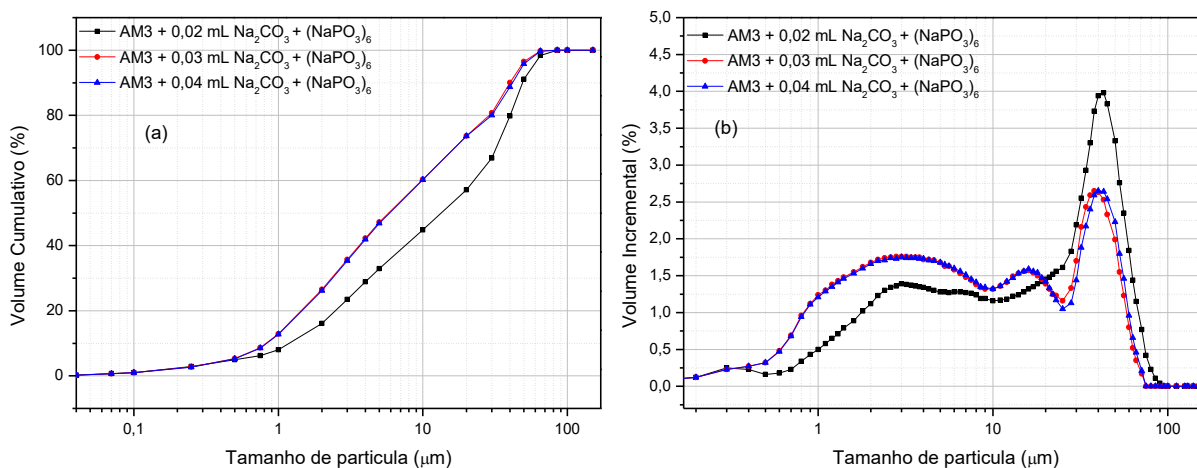 AM3 + 0,02 mL Na₂CO₃ + (NaPO₃)₆
AM3 + 0,03 mL Na₂CO₃ + (NaPO₃)₆
AM3 + 0,04 mL Na₂CO₃ + (NaPO₃)₆
(a)
Volume Cumulativo (%)
100
80
60
40
20
0
0,1
1
10
100
Tamanho de particula (μm)
AM3 + 0,02 mL Na₂CO₃ + (NaPO₃)₆
AM3 + 0,03 mL Na₂CO₃ + (NaPO₃)₆
AM3 + 0,04 mL Na₂CO₃ + (NaPO₃)₆
(b)
Volume Incremental (%)
5,0
4,5
4,0
3,5
3,0
2,5
2,0
1,5
1,0
0,5
0,0
1
10
100
Tamanho de particula (μm)